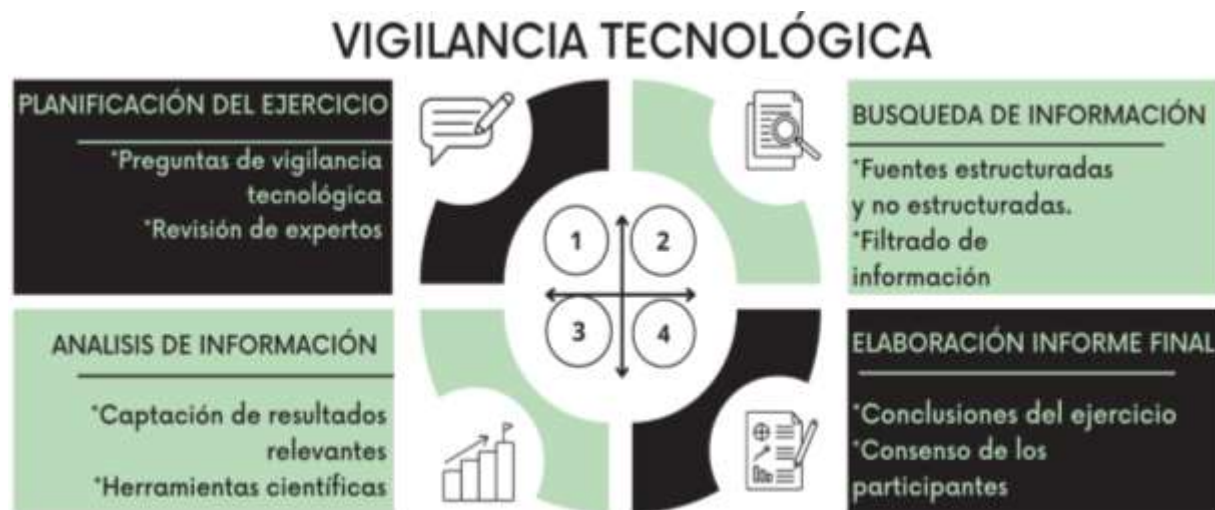 VIGILANCIA TECNOLÓGICA
PLANIFICACIÓN DEL EJERCICIO
*Preguntas de vigilancia
tecnológica
*Revisión de expertos
BUSQUEDA DE INFORMACIÓN
*Fuentes estructuradas
y no estructuradas.
*Filtrado de
información
1
2
3
4
ANALISIS DE INFORMACIÓN
*Captación de resultados
relevantes
*Herramientas científicas
ELABORACIÓN INFORME FINAL
*Conclusiones del ejercicio
*Consenso de los
participantes